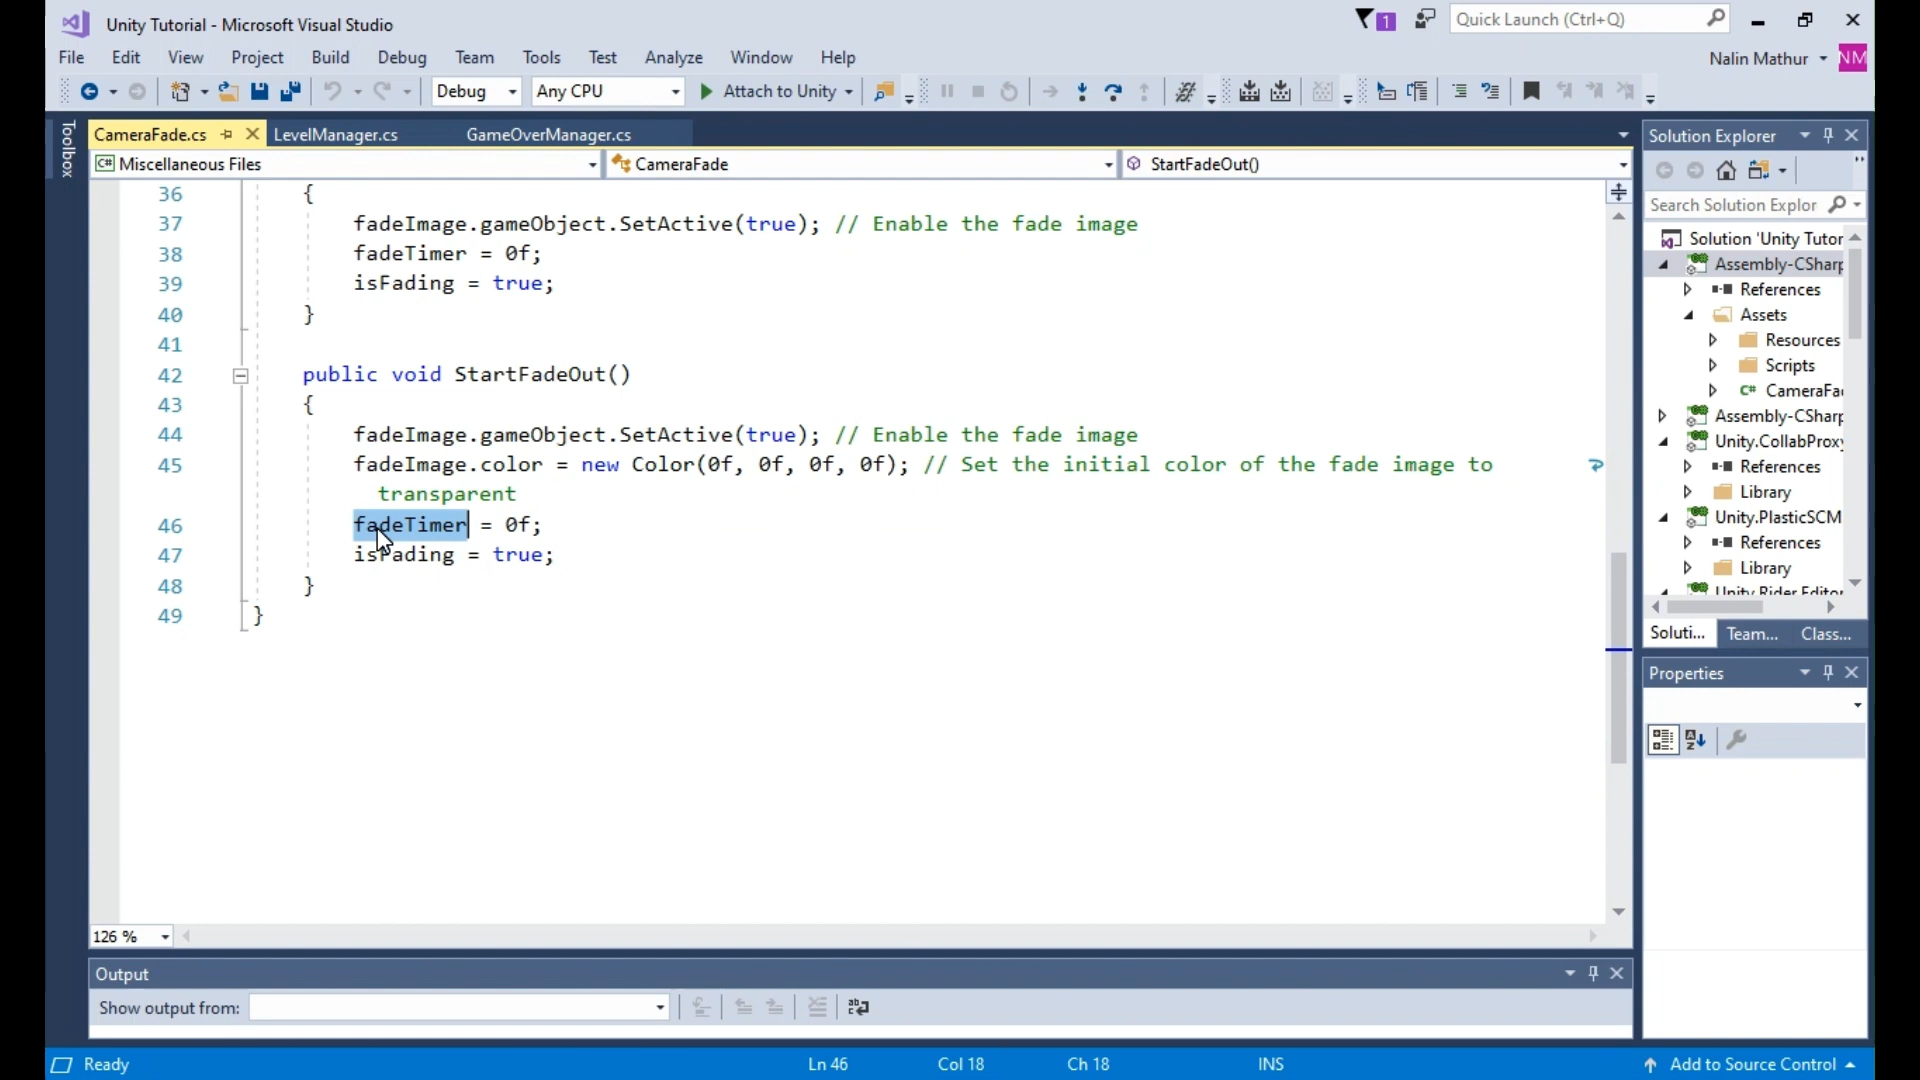 Unity Tutorial - Microsoft Visual Studio
1
Quick Launch (Ctrl+Q)
File Edit View Project Build Debug Team Tools Test Analyze Window Help
Nalin Mathur NM
Debug Any CPU Attach to Unity
Toolbox
CameraFade.cs LevelManager.cs GameOverManager.cs
C# Miscellaneous Files CameraFade StartFadeOut()
36 {
37 fadeImage.gameObject.SetActive(true); // Enable the fade image
38 fadeTimer = 0f;
39 isFading = true;
40 }
41
42 public void StartFadeOut()
43 {
44 fadeImage.gameObject.SetActive(true); // Enable the fade image
45 fadeImage.color = new Color(0f, 0f, 0f, 0f); // Set the initial color of the fade image to
transparent
46 fadeTimer = 0f;
47 isFading = true;
48 }
49 }
126 %
Output
Show output from:
Solution Explorer
Search Solution Explor
Solution 'Unity Tutor
Assembly-CSharp
References
Assets
Resources
Scripts
C# CameraFa
Assembly-CSharp
Unity.CollabProxy
References
Library
Unity.PlasticSCM
References
Library
Unity.Rider.Editor
Soluti... Team... Class...
Properties
Ready Ln 46 Col 18 Ch 18 INS Add to Source Control